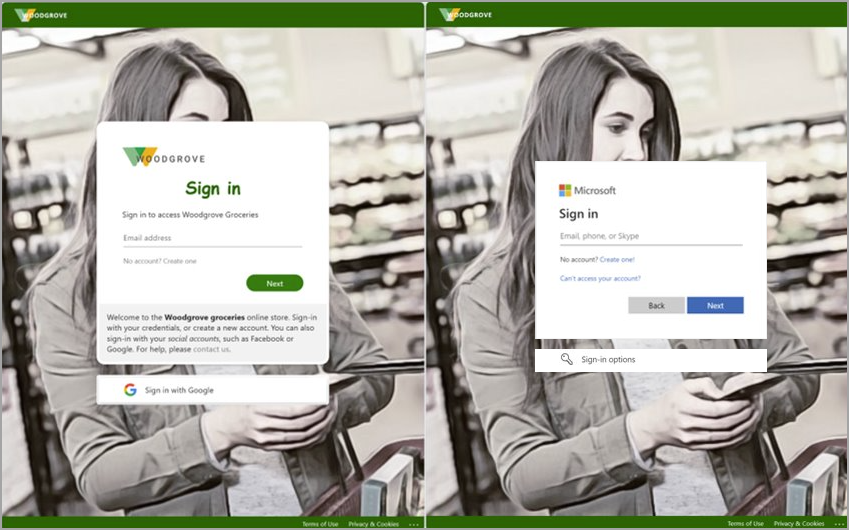 WOODGROVE
WOODGROVE
Sign in
Sign in to access Woodgrove Groceries
Email address
No account? Create one
Next
Welcome to the Woodgrove groceries online store. Sign-in
with your credentials, or create a new account. You can also
sign-in with your social accounts, such as Facebook or
Google. For help, please contact us.
Sign in with Google
Terms of Use Privacy & Cookies ...
WOODGROVE
Microsoft
Sign in
Email, phone, or Skype
No account? Create one!
Can't access your account?
Back Next
Sign-in options
Terms of Use Privacy & Cookies ...